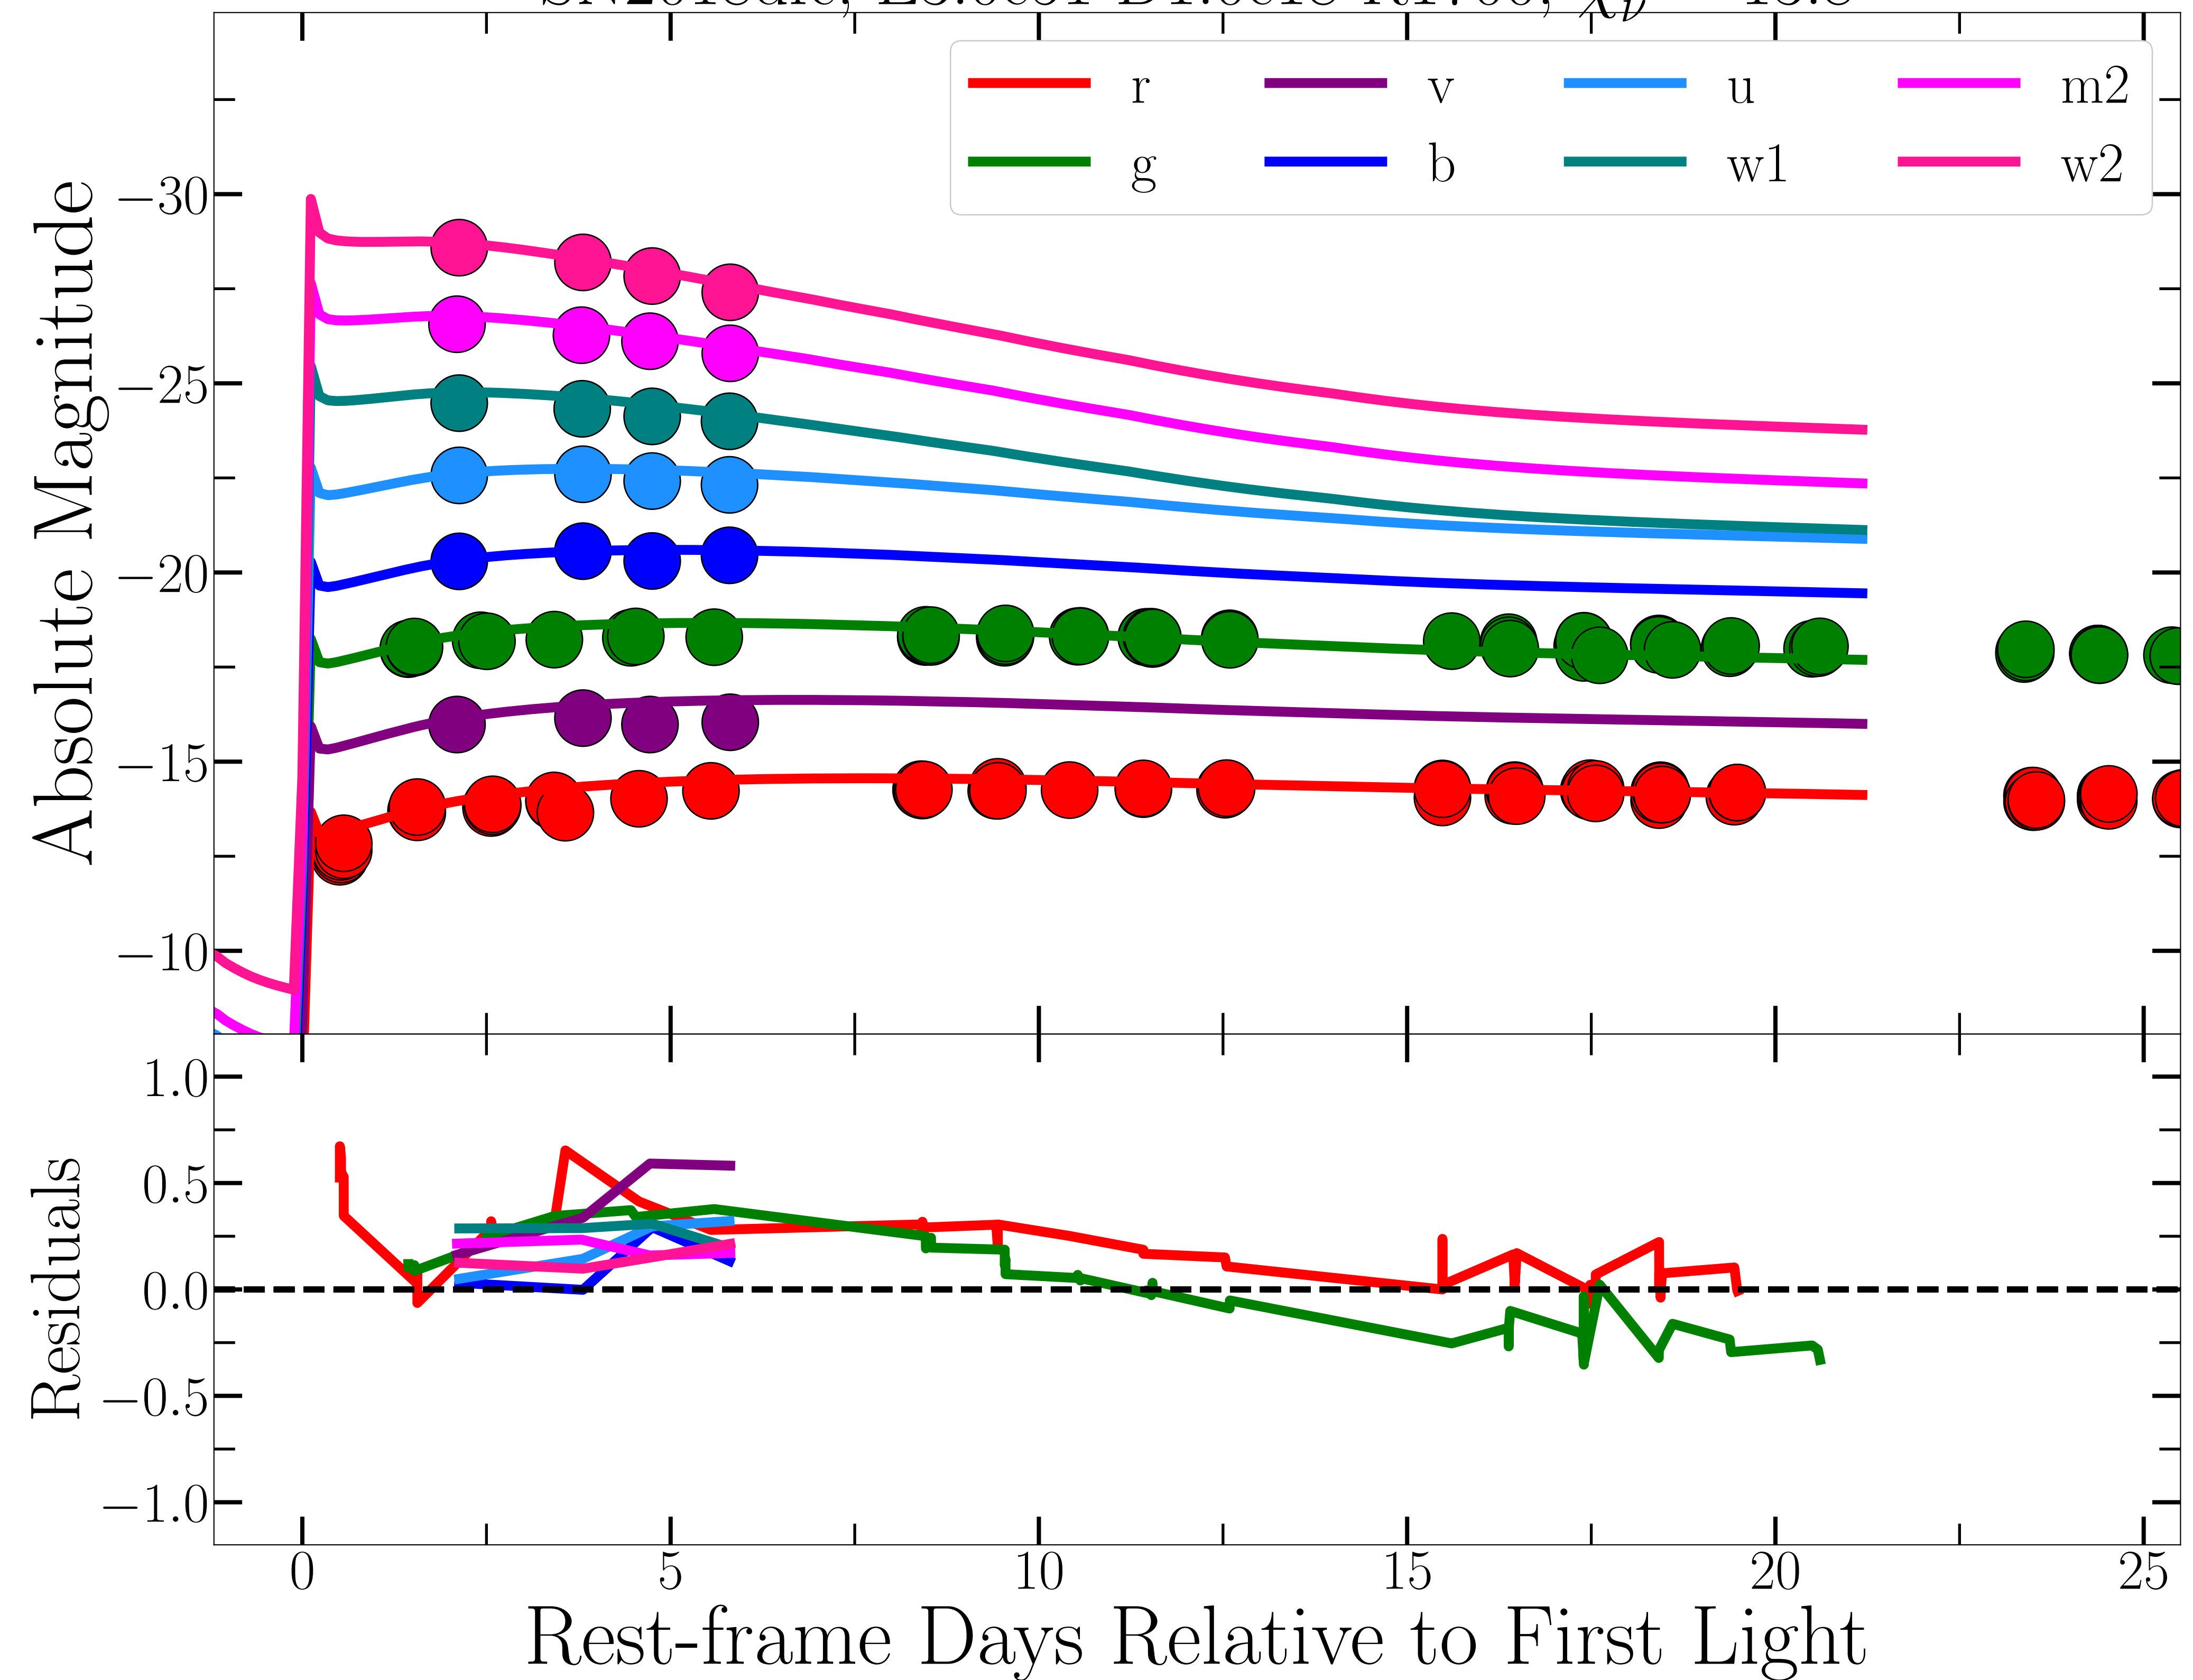 r v u m2
g b w1 w2
Absolute Magnitude
−30
−25
−20
−15
−10
Residuals
1.0
0.5
0.0
−0.5
−1.0
0 5 10 15 20 25
Rest-frame Days Relative to First Light